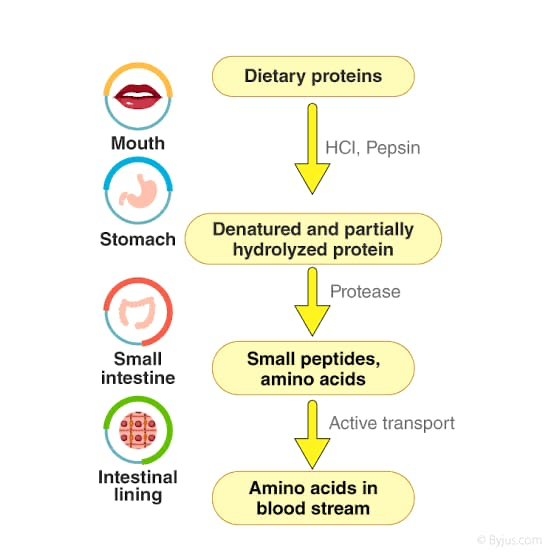 Dietary proteins
Mouth
HCl, Pepsin
Stomach
Denatured and partially
hydrolyzed protein
Protease
Small
intestine
Small peptides,
amino acids
Active transport
Intestinal
lining
Amino acids in
blood stream
© Byjus.com